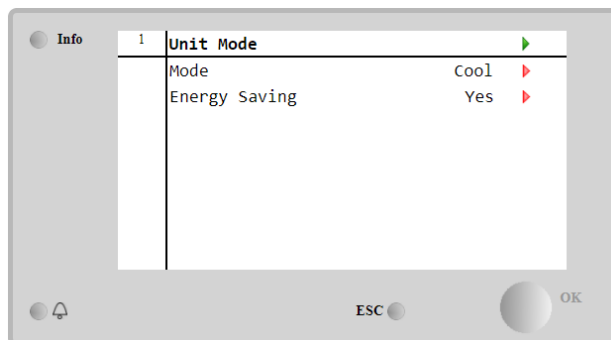 Info
1 Unit Mode
Mode Cool
Energy Saving Yes
ESC
OK